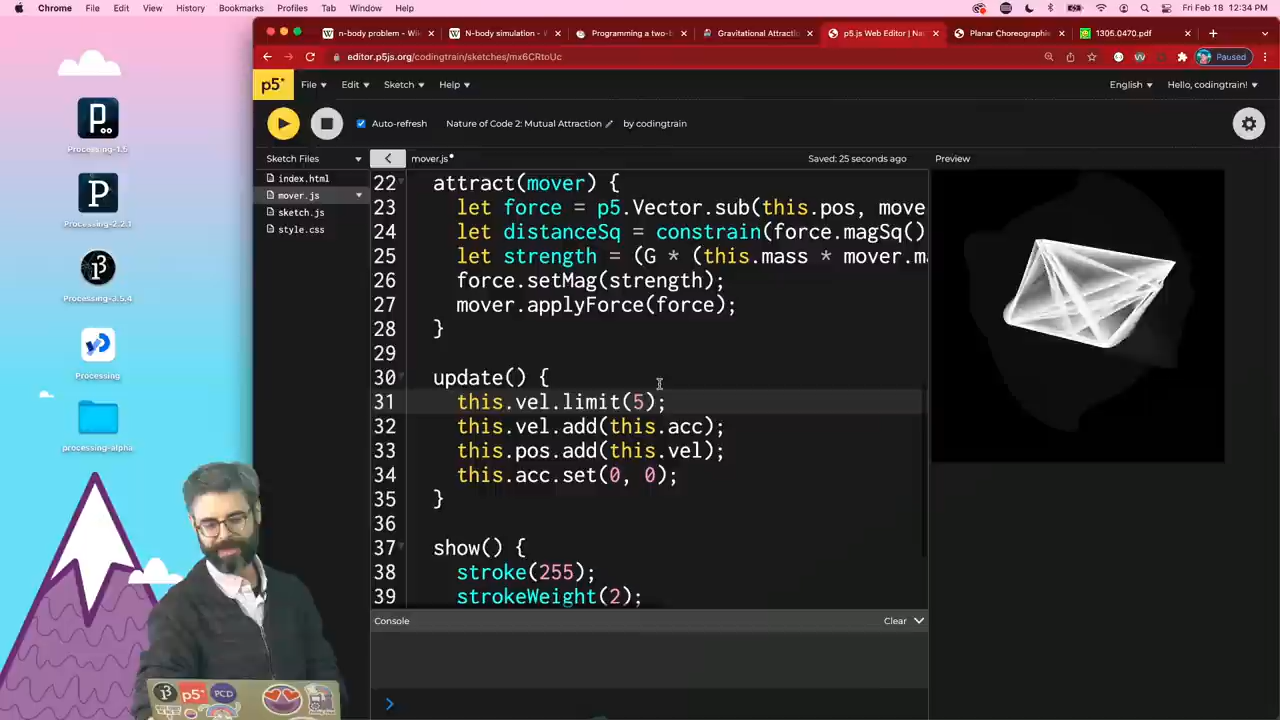 Chrome File Edit View History Bookmarks Profiles Tab Window Help Fri Feb 18 12:34 PM
n-body problem - Wik N-body simulation - W Programming a two-b Gravitational Attractio p5.js Web Editor | Na Planar Choreographie 1306.0470.pdf
editor.p5js.org/codingtrain/sketches/mx6CRtoUc Paused
p5* File Edit Sketch Help English Hello, codingtrain!
Auto-refresh Nature of Code 2: Mutual Attraction by codingtrain
Sketch Files mover.js Saved: 25 seconds ago Preview
index.html
mover.js
sketch.js
style.css
22 attract(mover) {
23 let force = p5.Vector.sub(this.pos, move
24 let distanceSq = constrain(force.magSq()
25 let strength = (G * (this.mass * mover.m
26 force.setMag(strength);
27 mover.applyForce(force);
28 }
29
30 update() {
31 this.vel.limit(5);
32 this.vel.add(this.acc);
33 this.pos.add(this.vel);
34 this.acc.set(0, 0);
35 }
36
37 show() {
38 stroke(255);
39 strokeWeight(2);
Console Clear
Processing-1.5
Processing-2.2.1
Processing-3.5.4
Processing
processing-alpha
p5* PCD